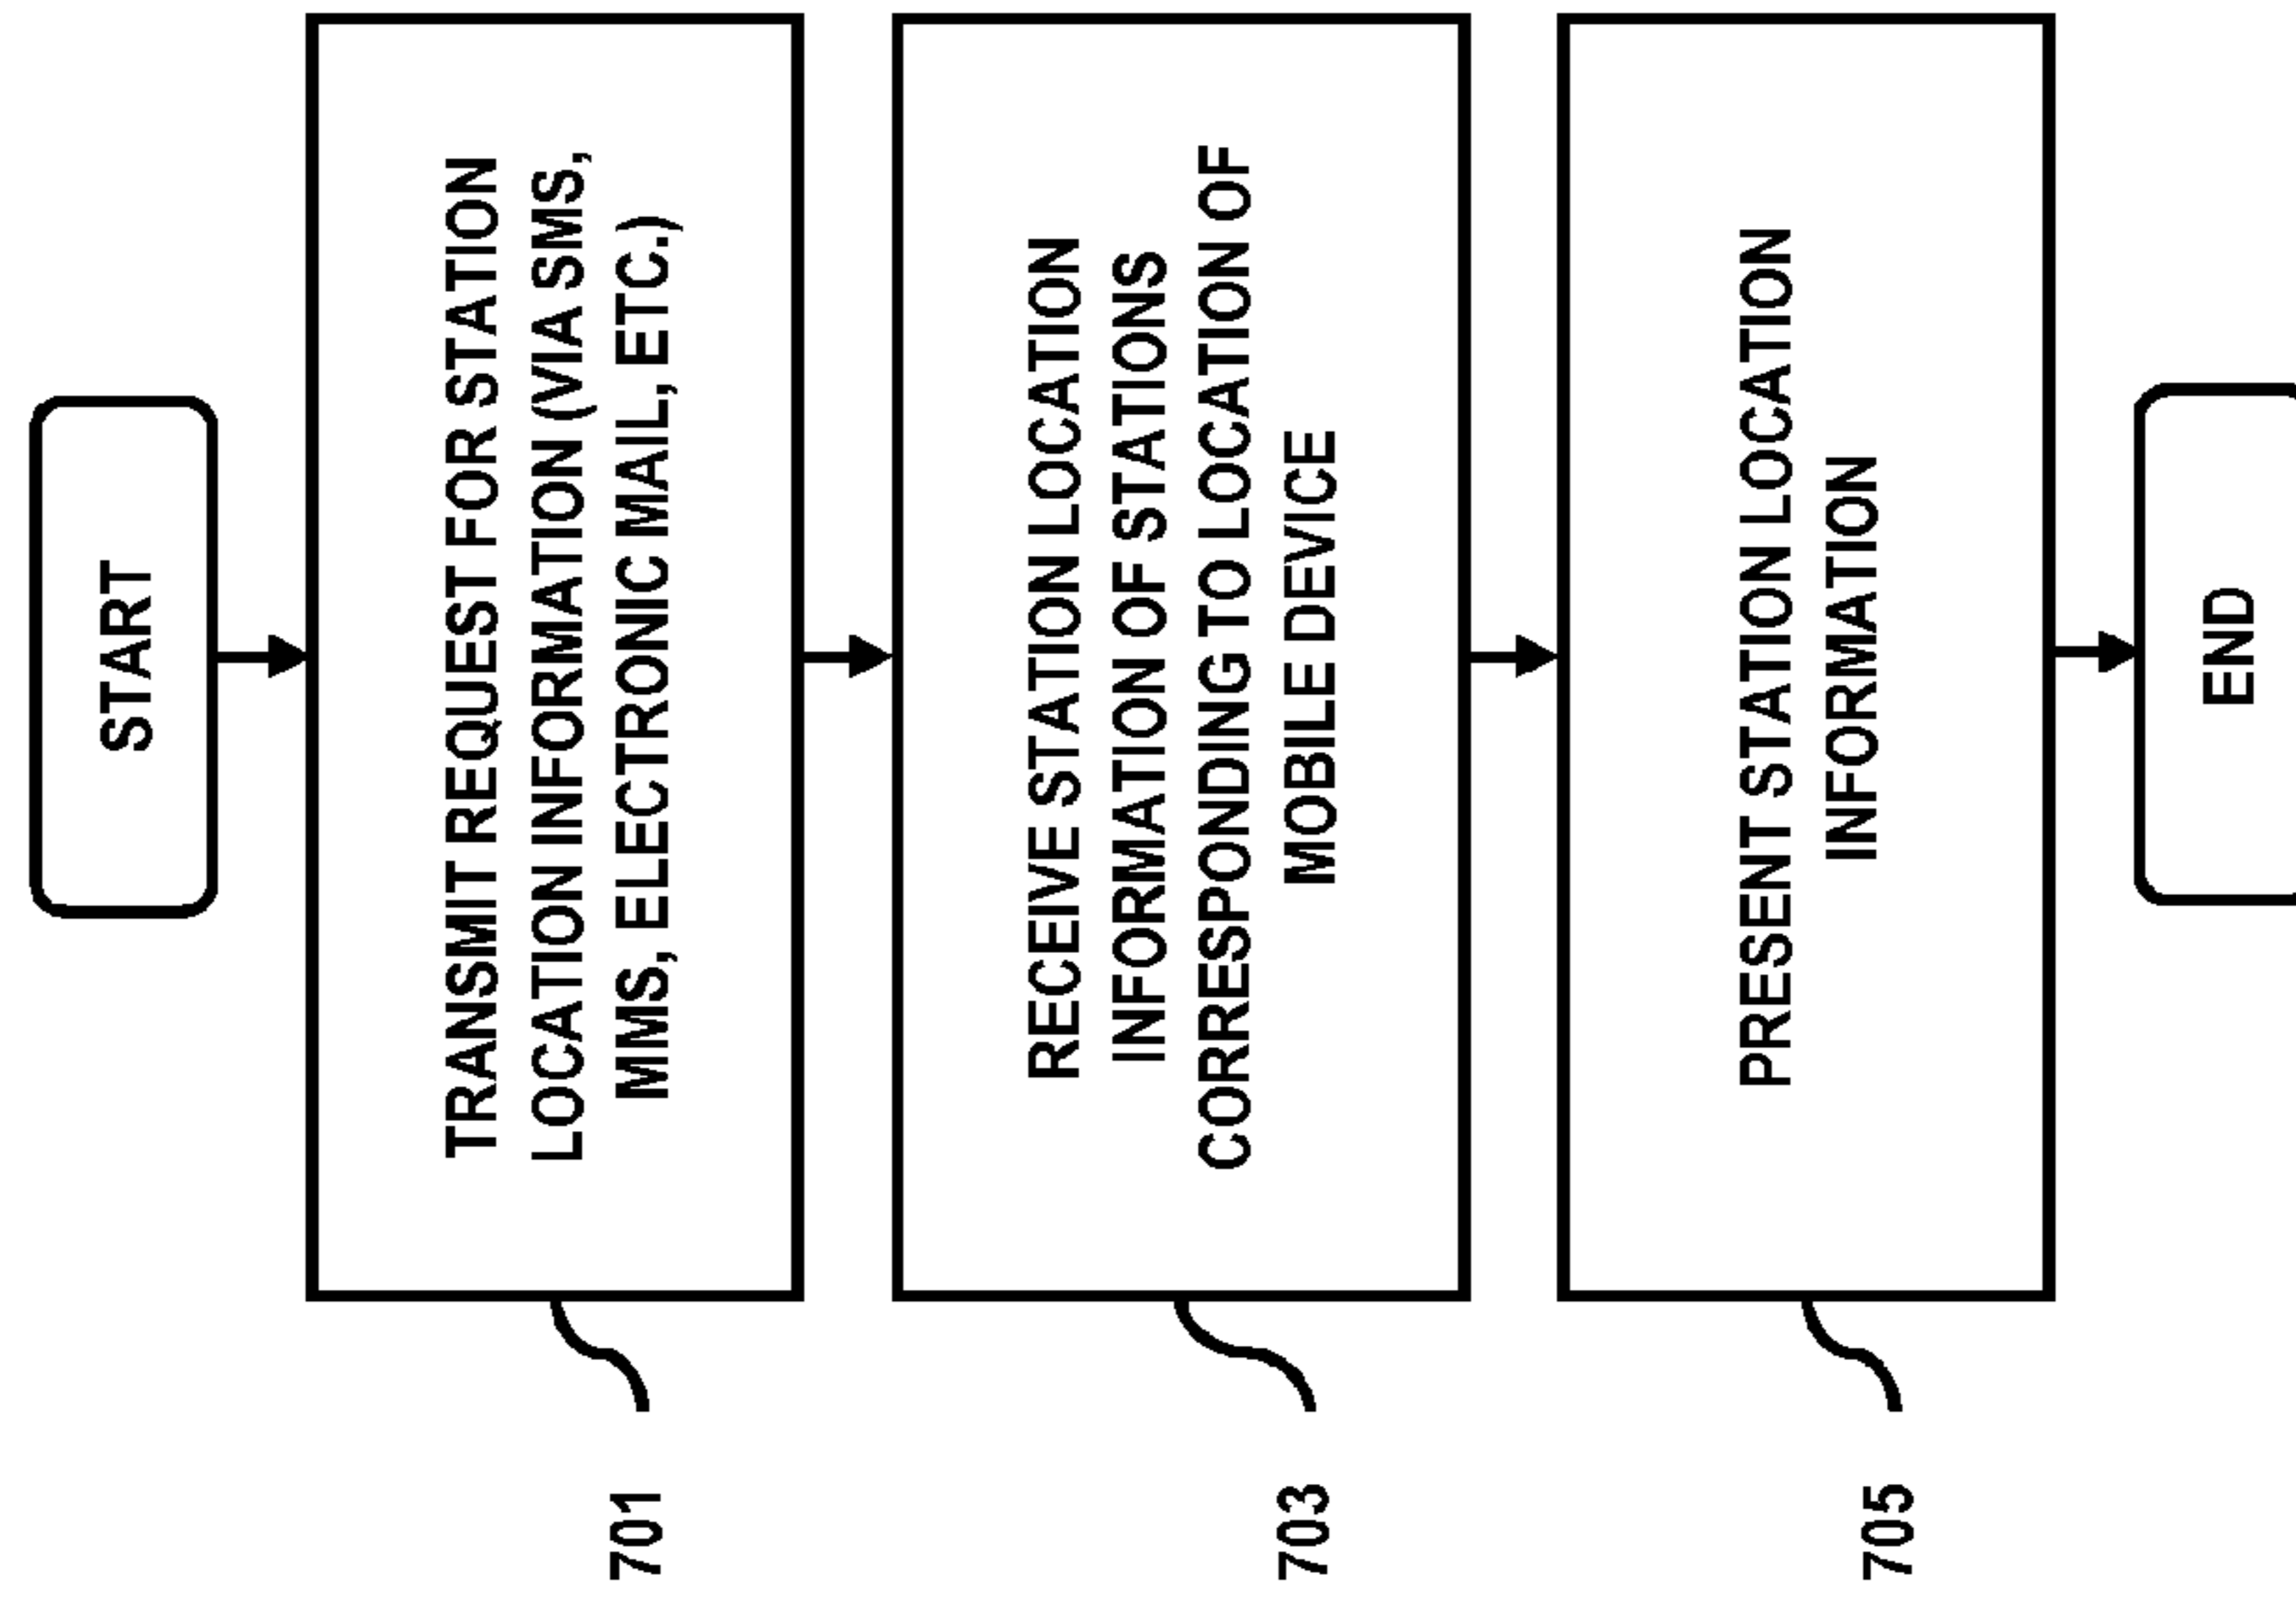 START
701
TRANSMIT REQUEST FOR STATION
LOCATION INFORMATION (VIA SMS,
MMS, ELECTRONIC MAIL, ETC.)
703
RECEIVE STATION LOCATION
INFORMATION OF STATIONS
CORRESPONDING TO LOCATION OF
MOBILE DEVICE
705
PRESENT STATION LOCATION
INFORMATION
END